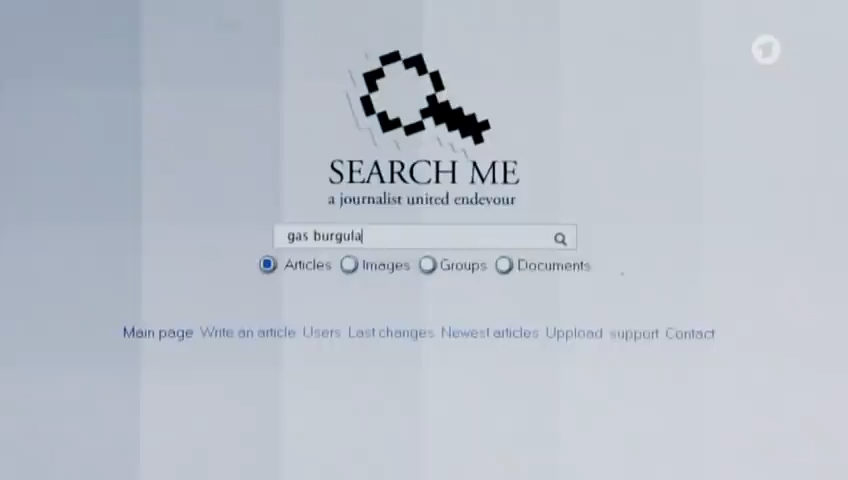 SEARCH ME
a journalist united endevour
gas burgula
Articles Images Groups Documents
Main page Write an article Users Last changes Newest articles Uppload support Contact